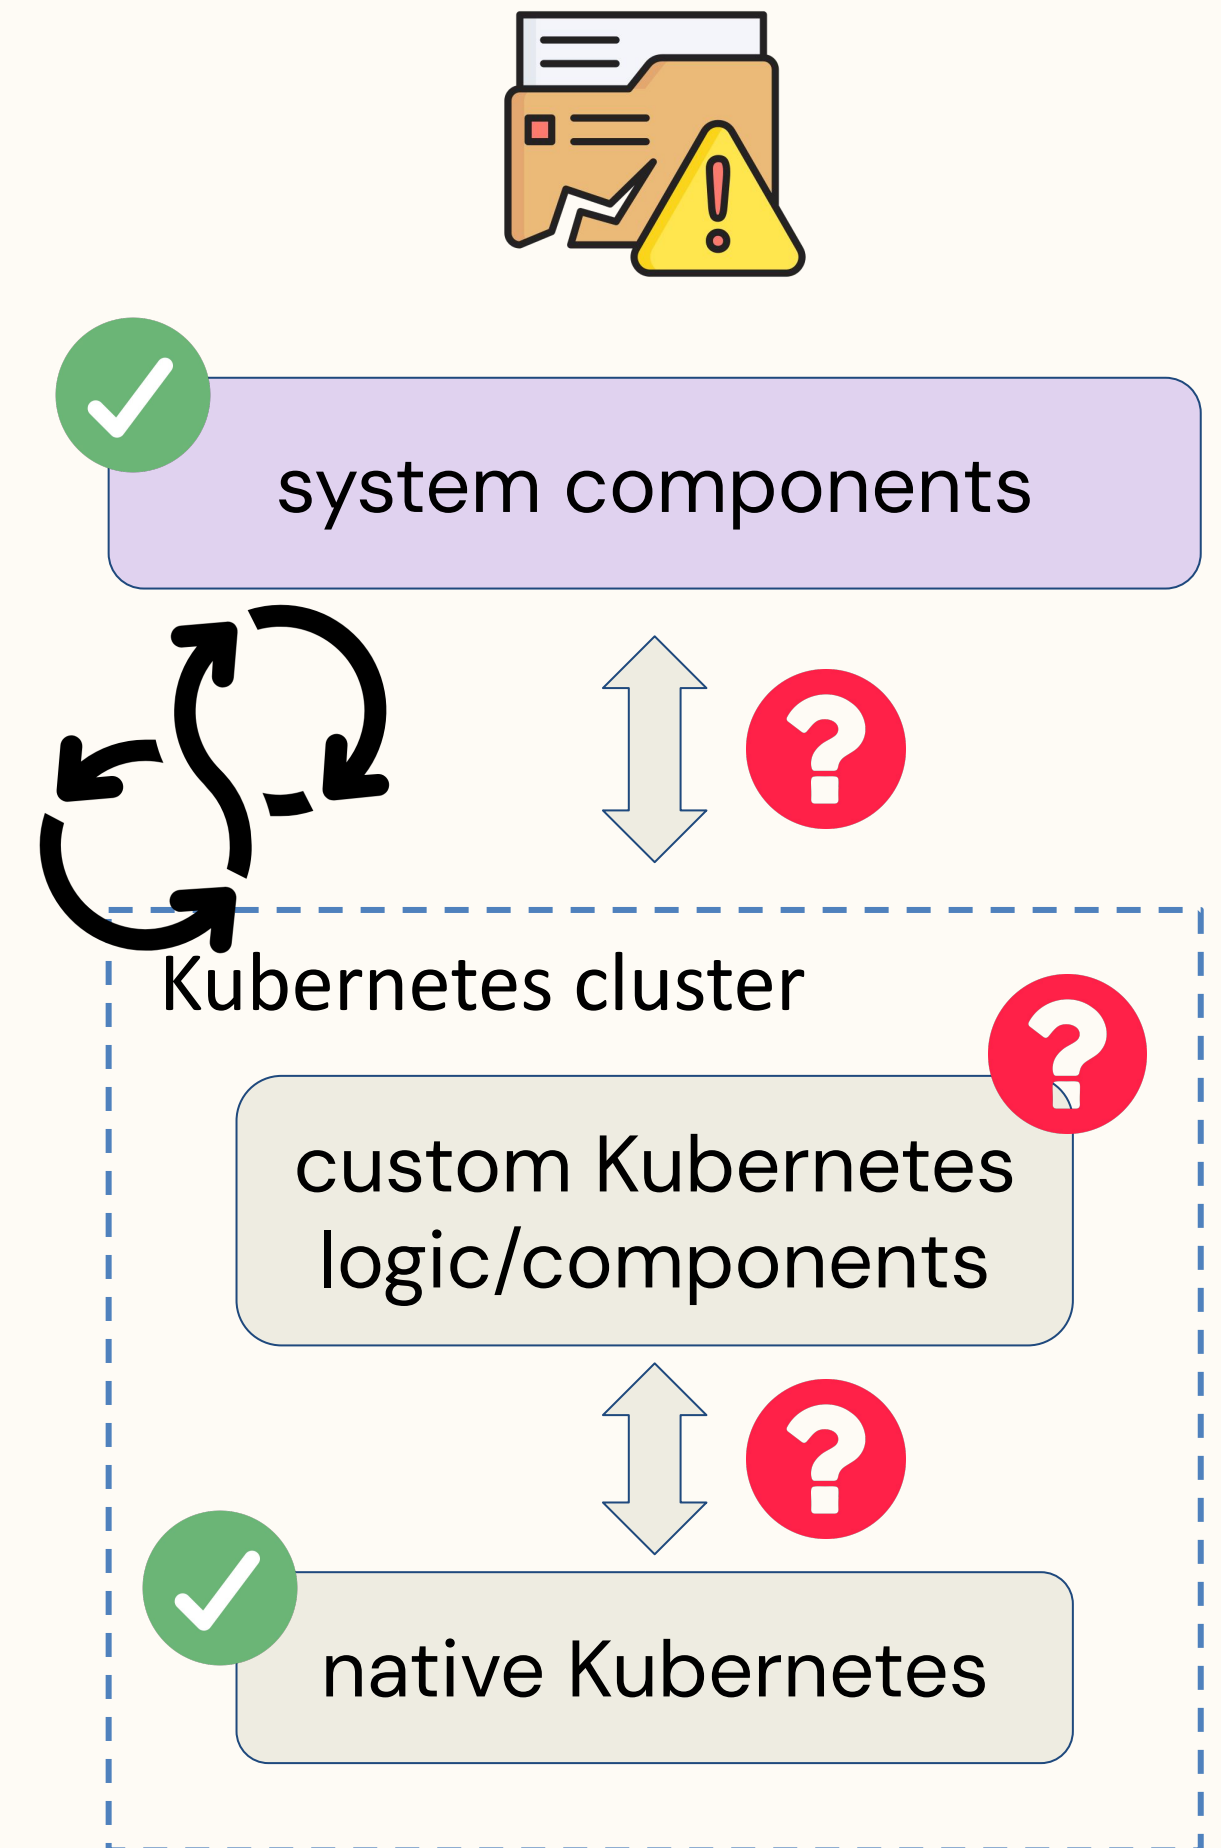 system components
Kubernetes cluster
custom Kubernetes
logic/components
native Kubernetes